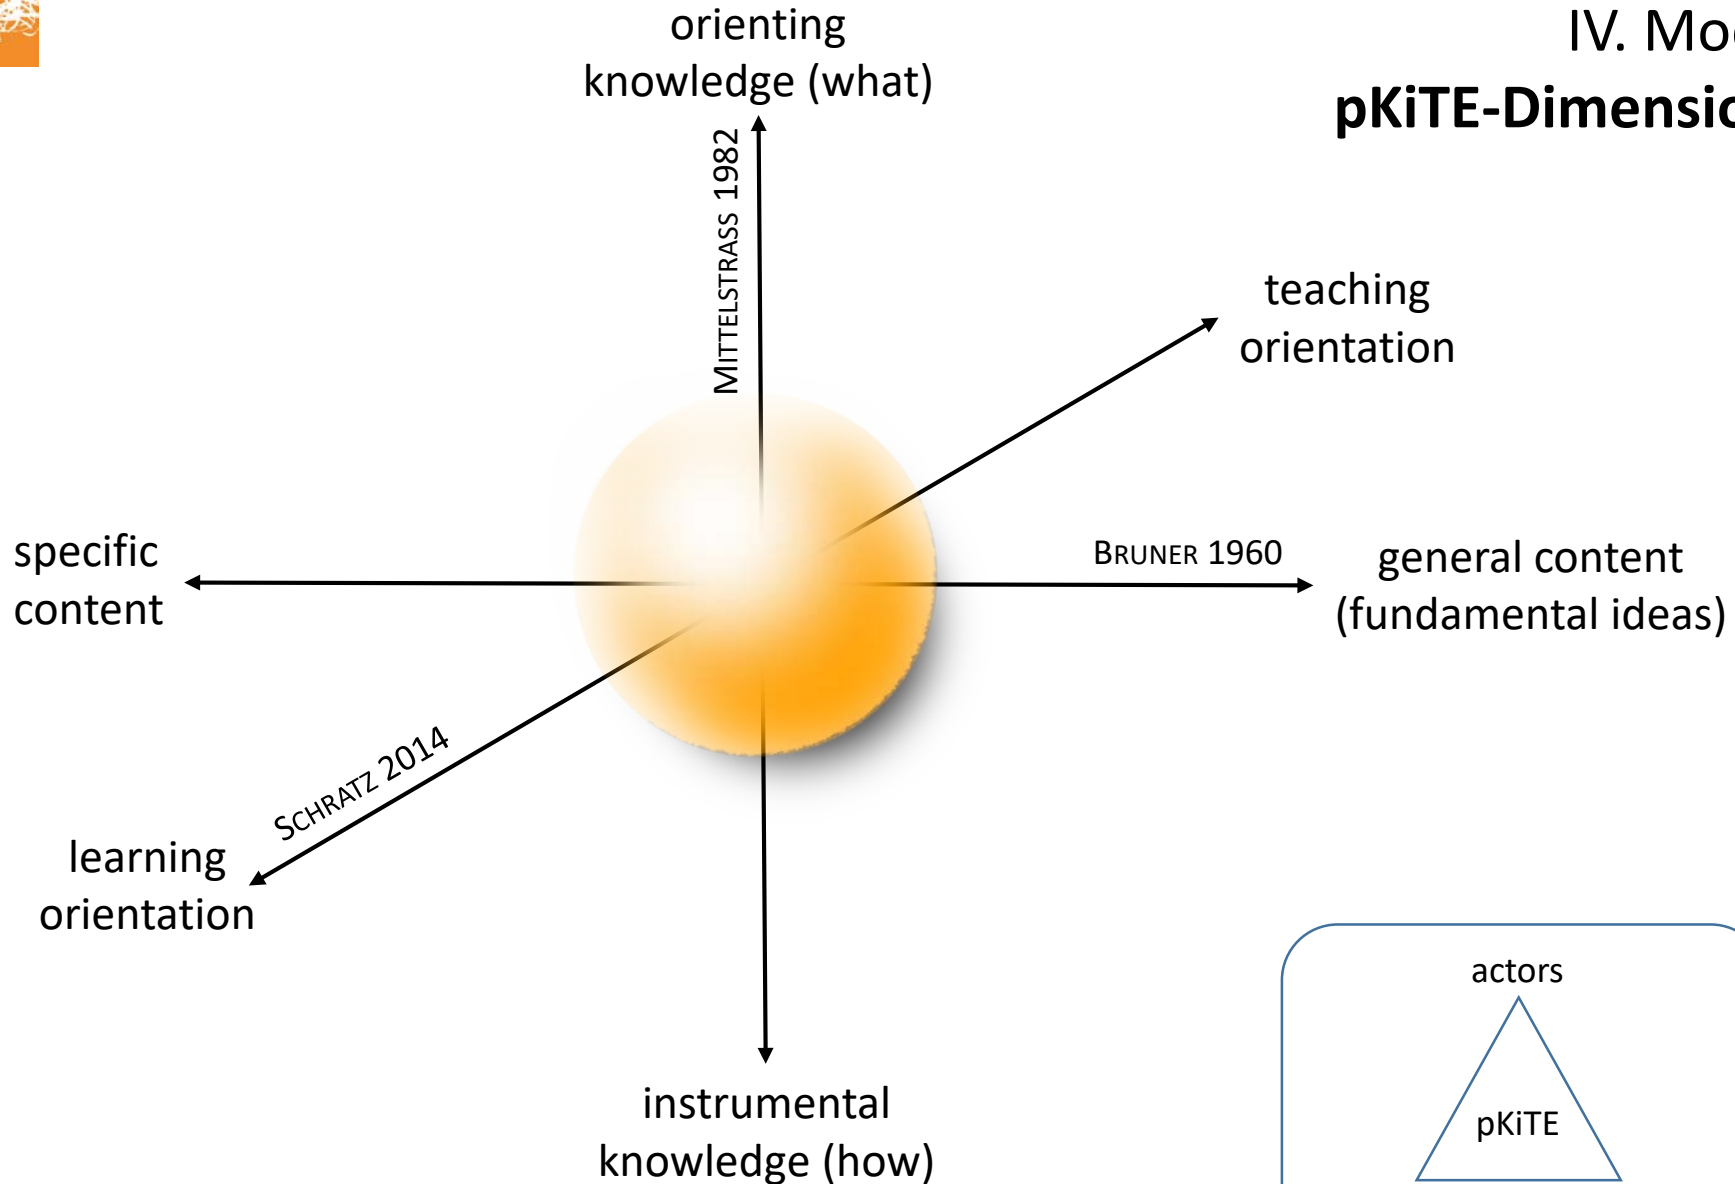 orienting
knowledge (what)
IV. Mo
pKiTE-Dimensio
MITTELSTRASS 1982
teaching
orientation
specific
content
BRUNER 1960
general content
(fundamental ideas)
SCHRATZ 2014
learning
orientation
instrumental
knowledge (how)
actors
pKiTE